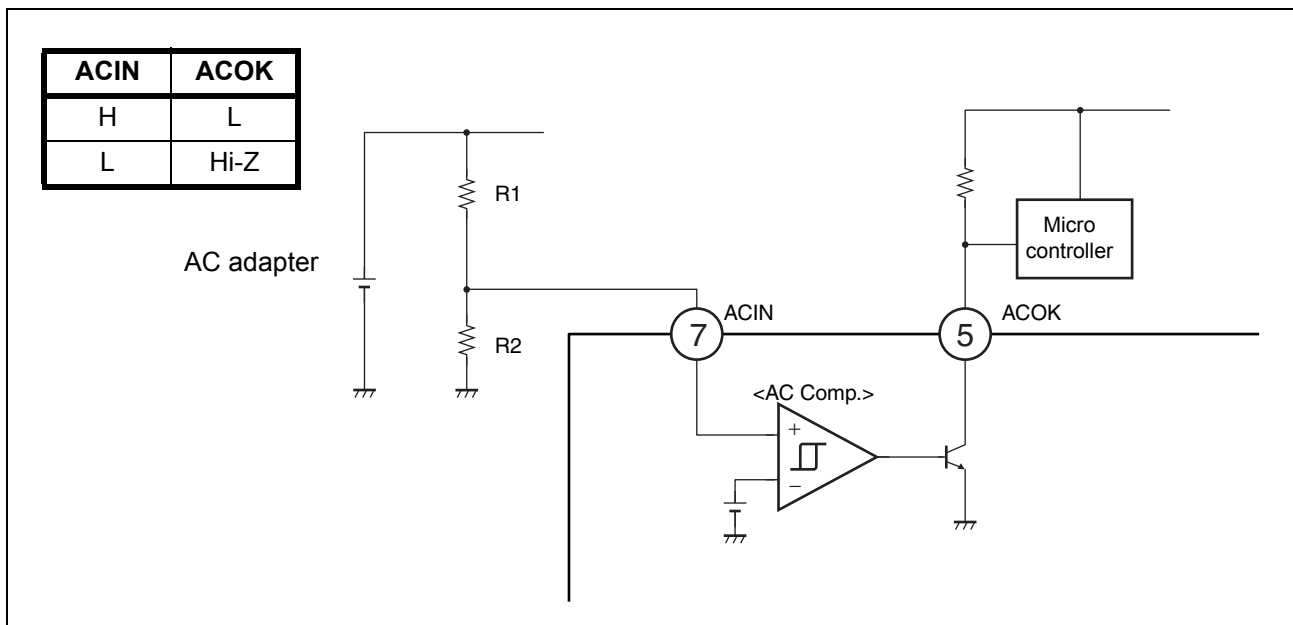 ACIN ACOK
H L
L Hi-Z
R1
Micro
controller
AC adapter
ACIN
ACOK
7
5
R2
<AC Comp.>
+
−